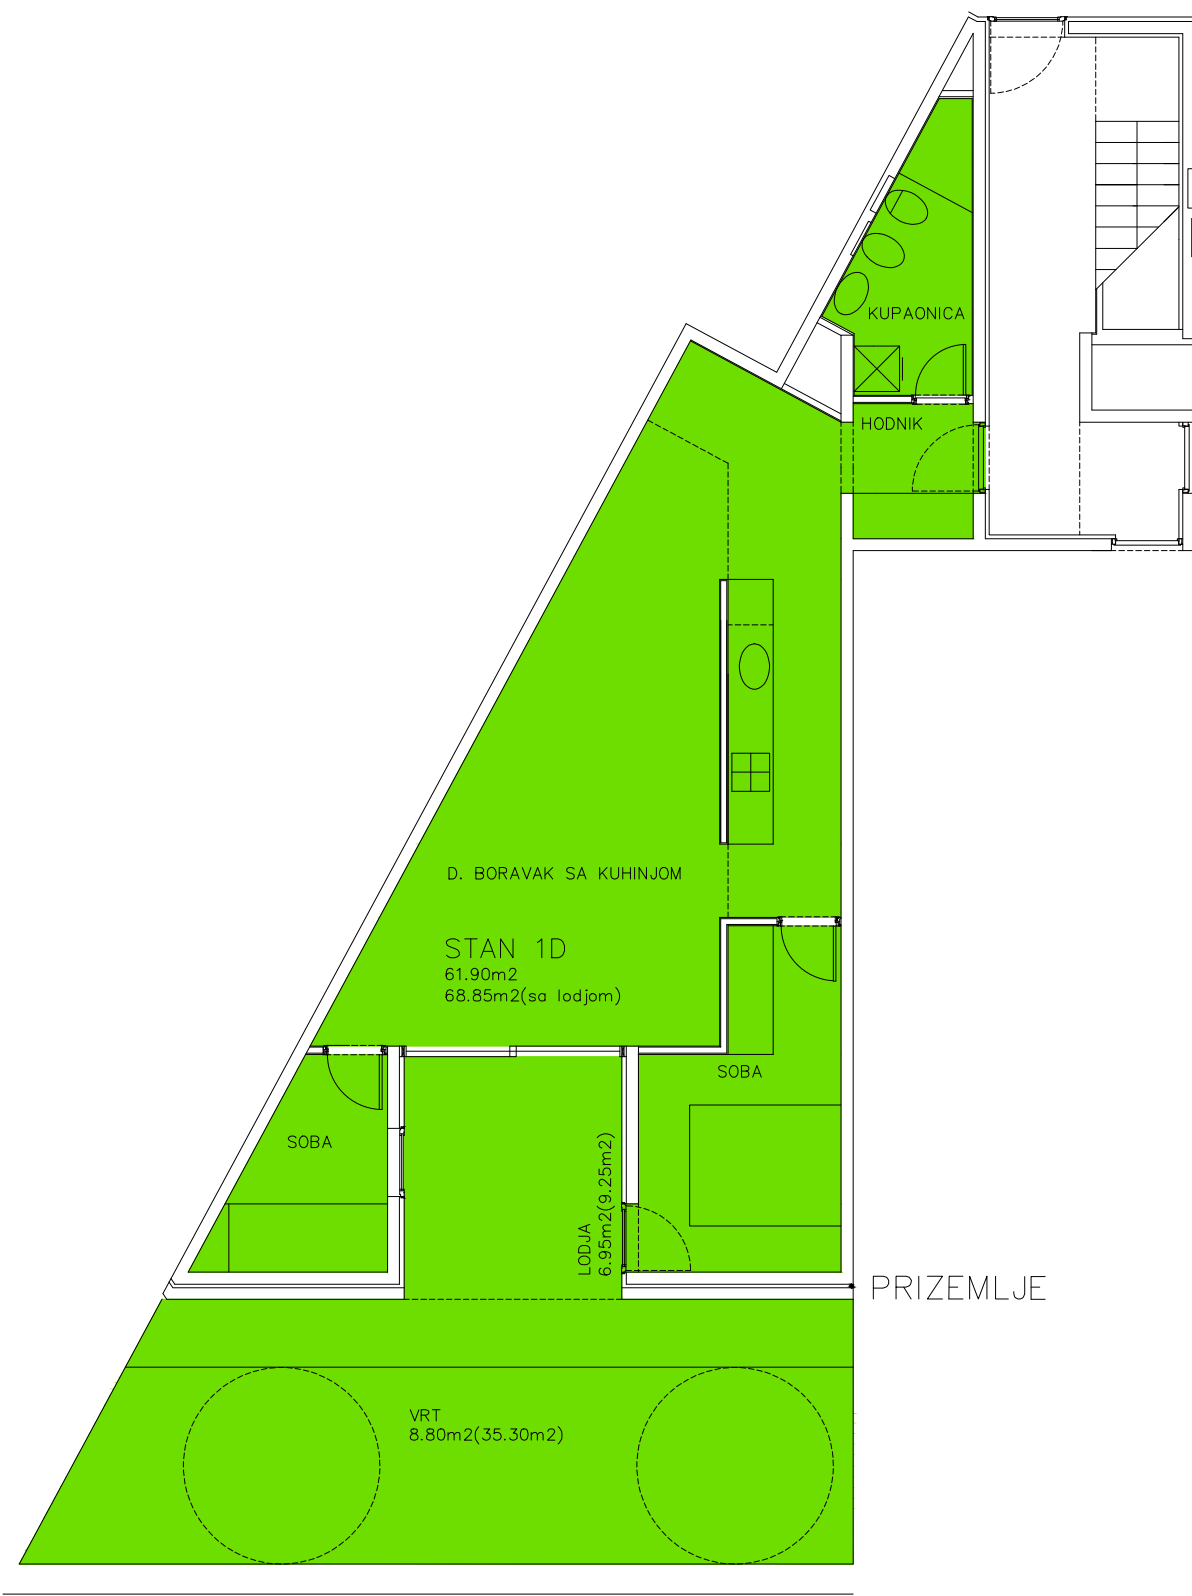 KUPAONICA
HODNIK
D. BORAVAK SA KUHINJOM
STAN 1D
61.90m2
68.85m2(sa lodjom)
SOBA
SOBA
LODJA
6.95m2(9.25m2)
PRIZEMLJE
VRT
8.80m2(35.30m2)